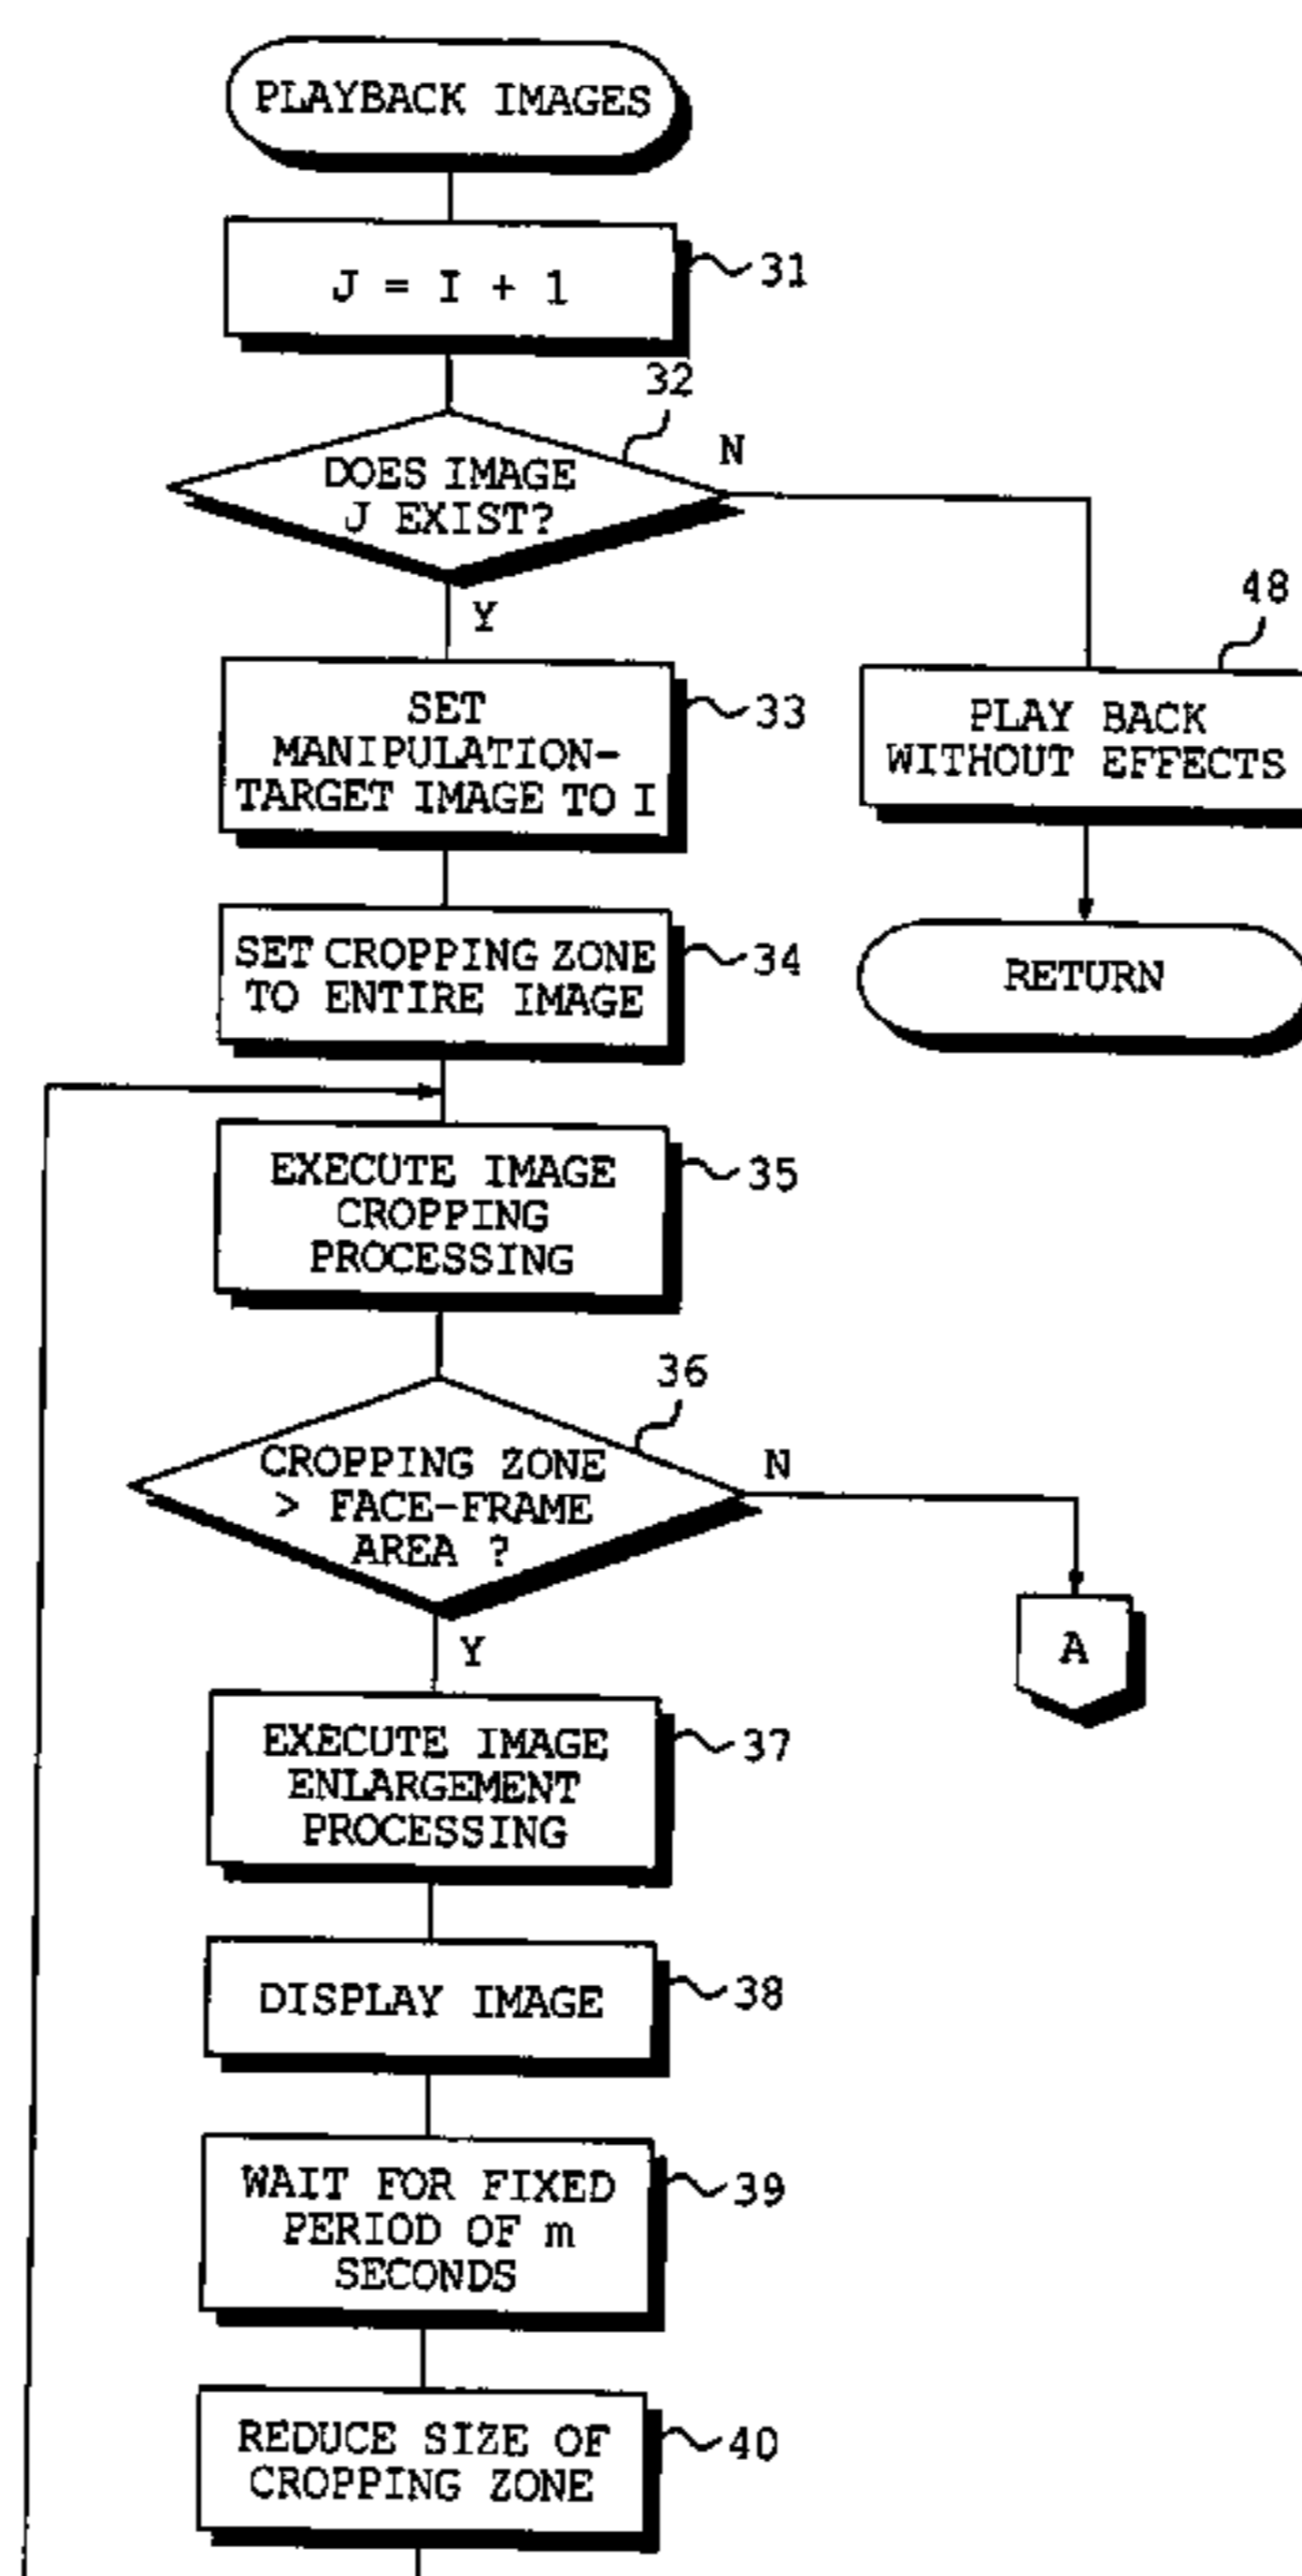 PLAYBACK IMAGES
J = I + 1
31
32
DOES IMAGE
J EXIST?
N
Y
48
SET
MANIPULATION-
TARGET IMAGE TO I
33
PLAY BACK
WITHOUT EFFECTS
SET CROPPING ZONE
TO ENTIRE IMAGE
34
RETURN
EXECUTE IMAGE
CROPPING
PROCESSING
35
36
CROPPING ZONE
> FACE-FRAME
AREA ?
N
Y
A
EXECUTE IMAGE
ENLARGEMENT
PROCESSING
37
DISPLAY IMAGE
38
WAIT FOR FIXED
PERIOD OF m
SECONDS
39
REDUCE SIZE OF
CROPPING ZONE
40